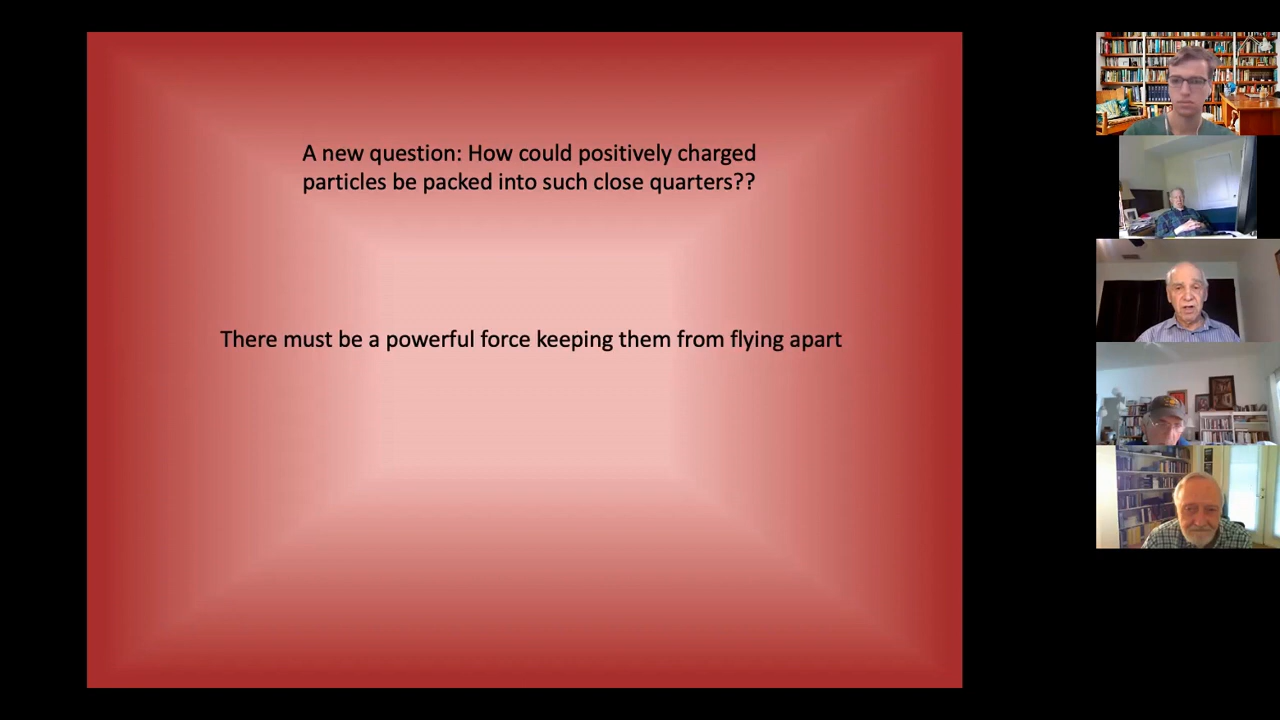 A new question: How could positively charged
particles be packed into such close quarters??
There must be a powerful force keeping them from flying apart